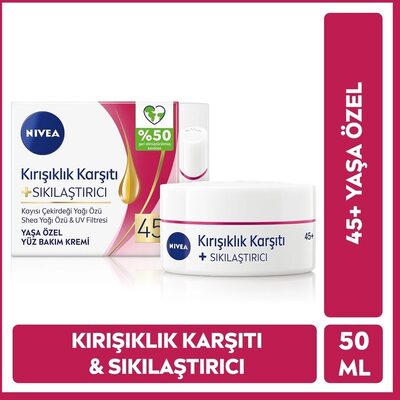 NIVEA
%50
Kırışıklık Karşıtı
+SIKILAŞTIRICI
Kayısı Çekirdeği Yağı Özü
Shea Yağı Özü & UV Filtresi
YAŞA ÖZEL
YÜZ BAKIM KREMİ
45
NIVEA
Kırışıklık Karşıtı
+ SIKILAŞTIRICI
45+
45+ YAŞA ÖZEL
KIRIŞIKLIK KARŞITI
& SIKILAŞTIRICI
50
ML